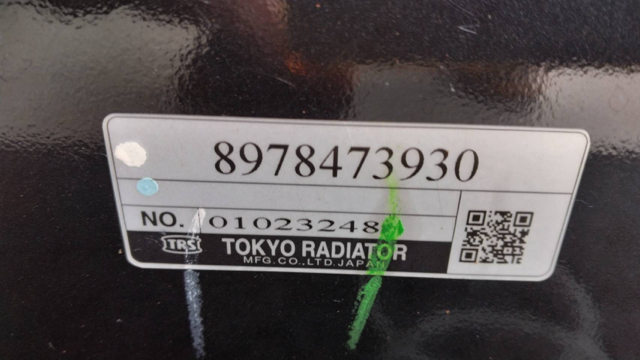 8978473930
NO. 01023248
TRS TOKYO RADIATOR
MFG.CO.,LTD.JAPAN